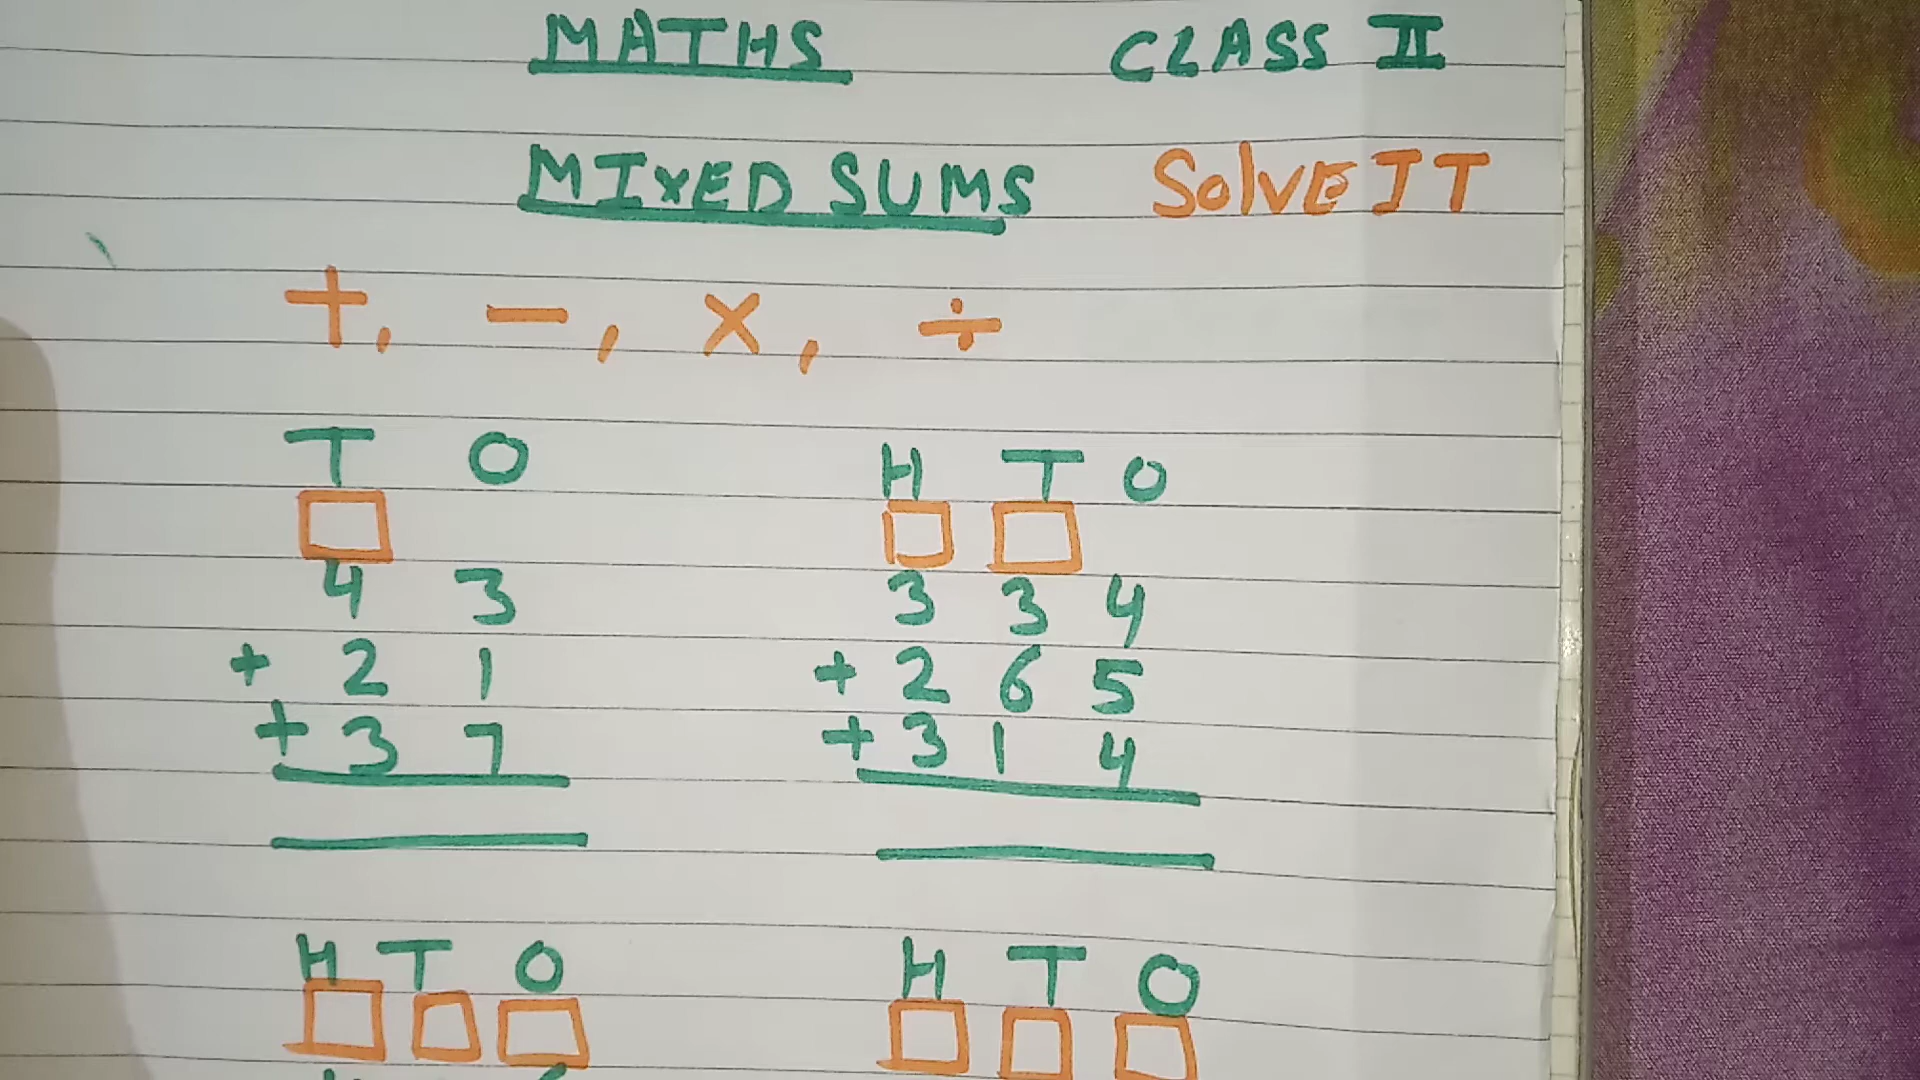 MATHS CLASS II
MIXED SUMS SolVE IT
+, -, ×, ÷
T O H T O
4 3 3 3 4
+ 2 1 + 2 6 5
+ 3 7 + 3 1 4
H T O H T O